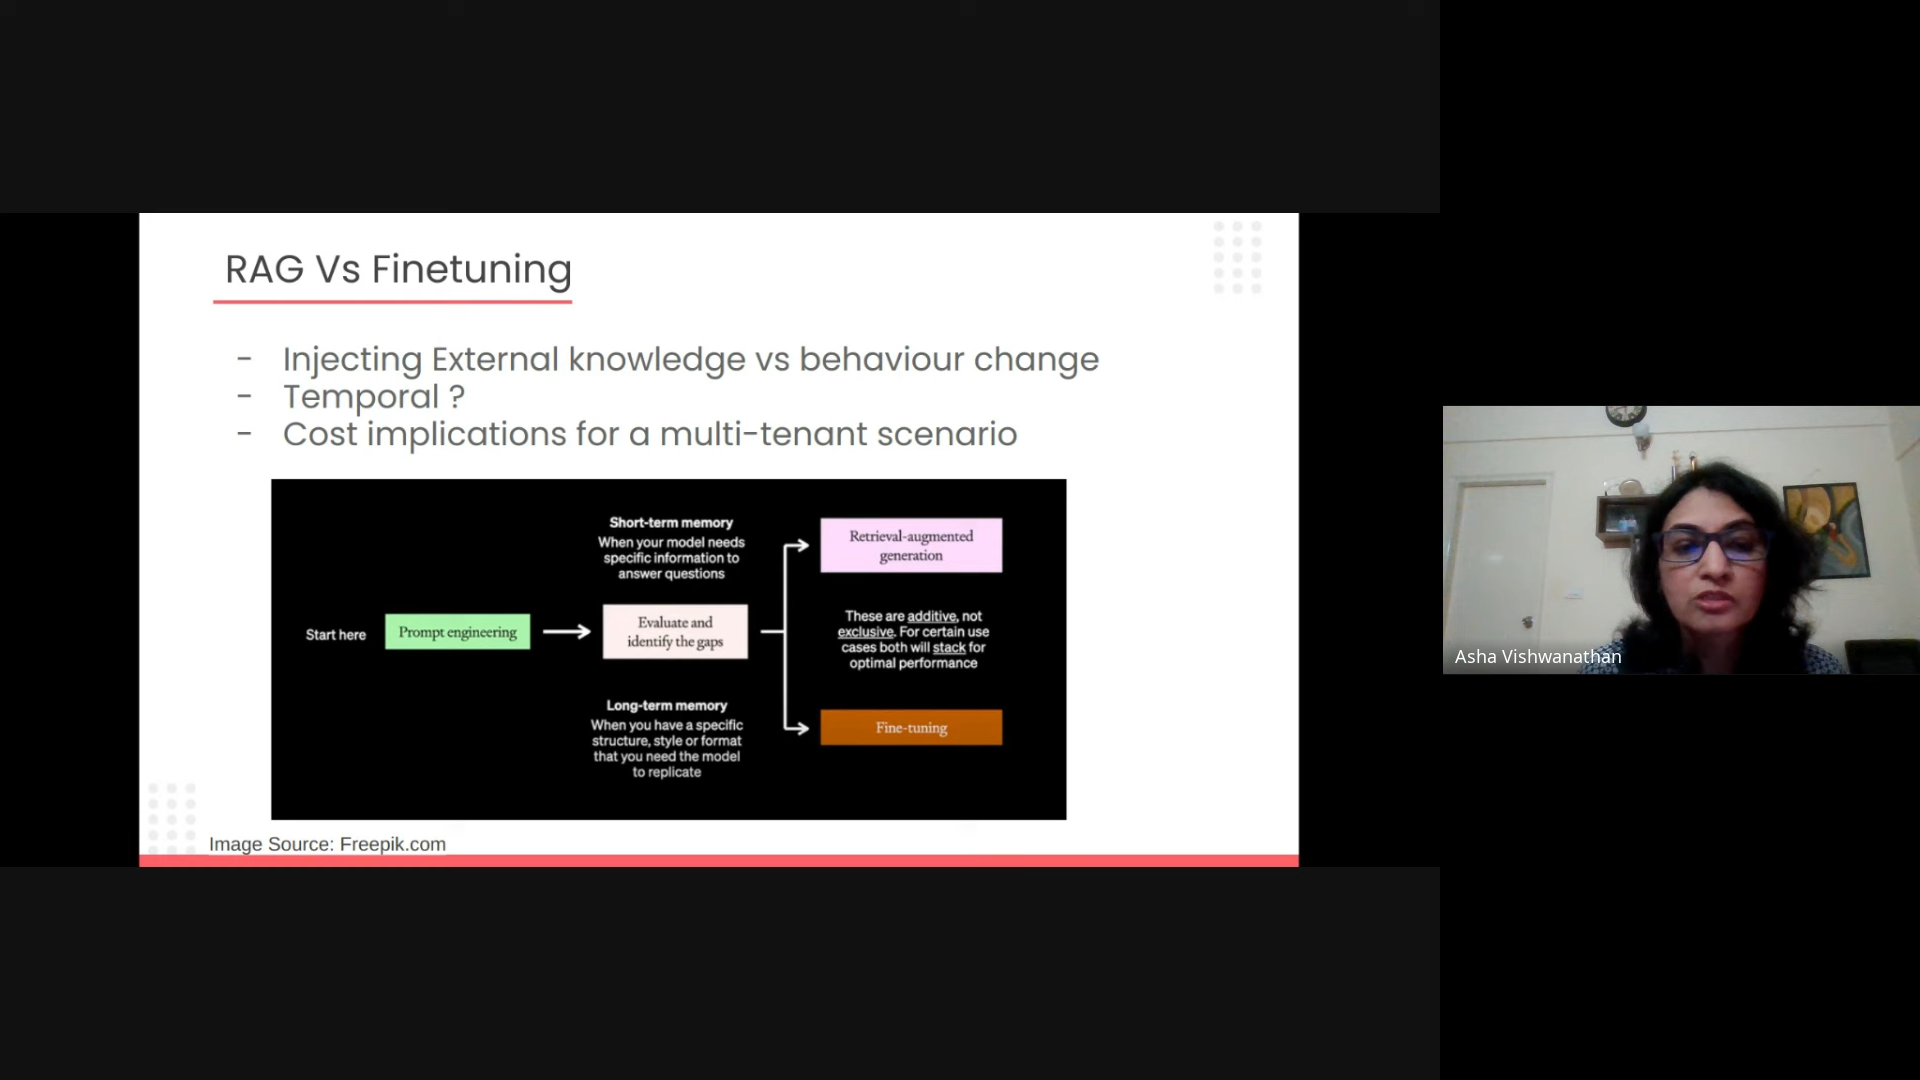 RAG Vs Finetuning
- Injecting External knowledge vs behaviour change
- Temporal ?
- Cost implications for a multi-tenant scenario
Short-term memory
When your model needs
specific information to
answer questions
Retrieval-augmented
generation
Start here
Prompt engineering
Evaluate and
identify the gaps
These are additive, not
exclusive. For certain use
cases both will stack for
optimal performance
Long-term memory
When you have a specific
structure, style or format
that you need the model
to replicate
Fine-tuning
Image Source: Freepik.com
Asha Vishwanathan